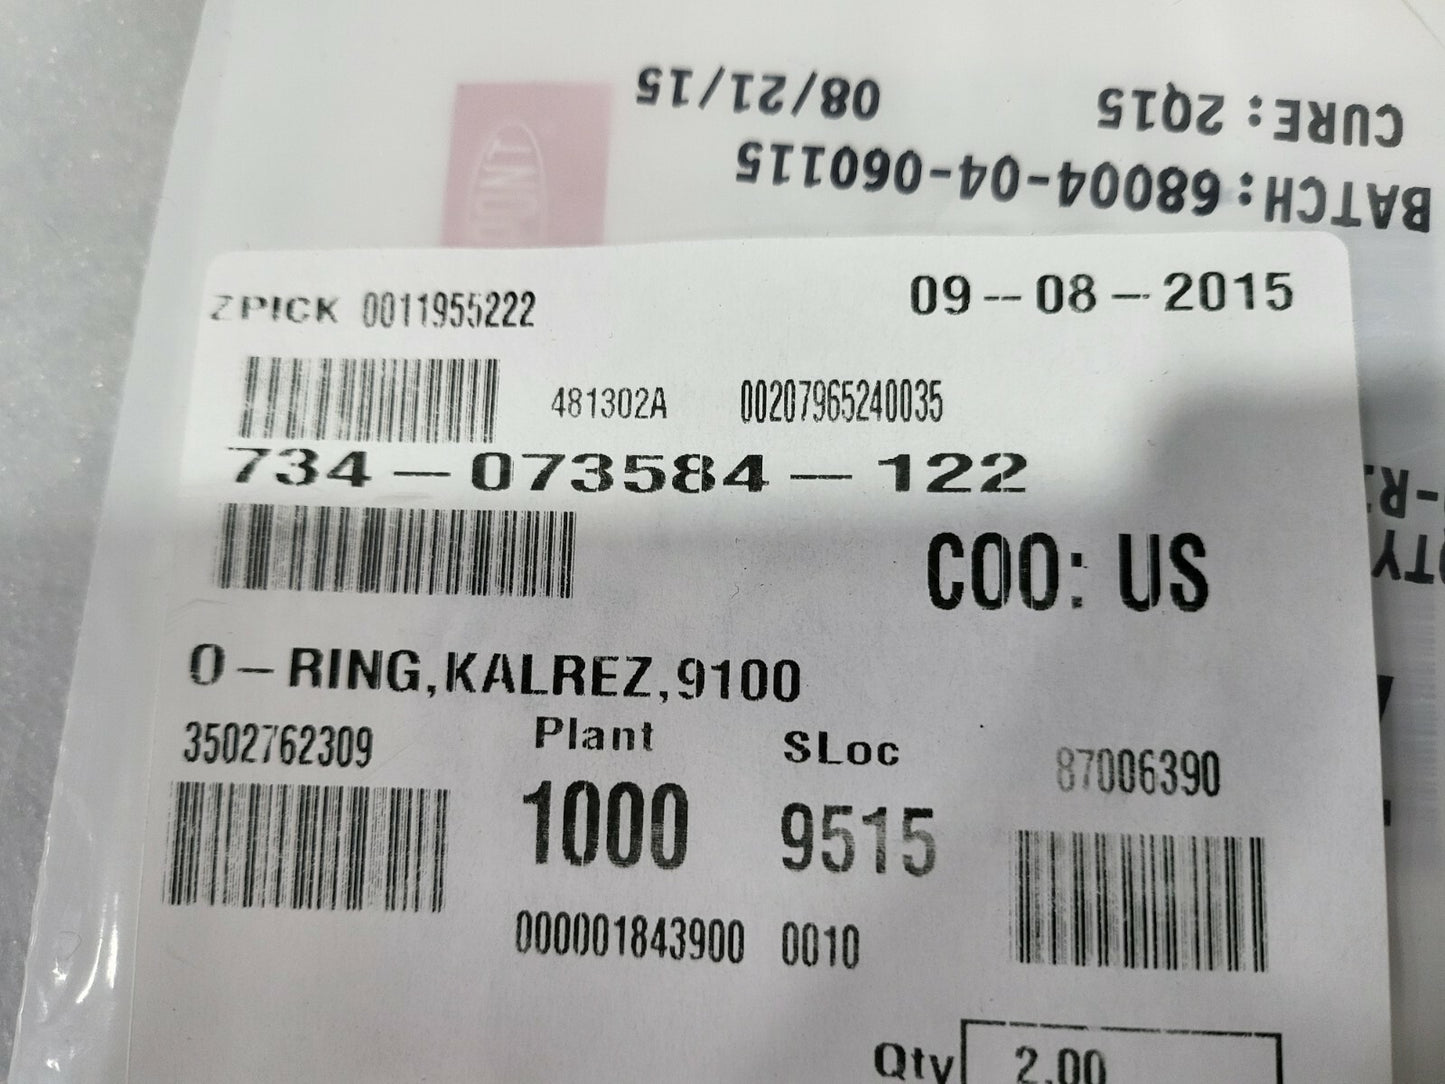 CURE: 2Q15 08/21/15
BATCH: 68004-04-060115
ZPICK 0011955222 09--08-2015
481302A 00207965240035
734-073584-122
COO: US
O-RING,KALREZ,9100
3502762309 Plant SLoc 87006390
1000 9515
000001843900 0010
Qty 2.00